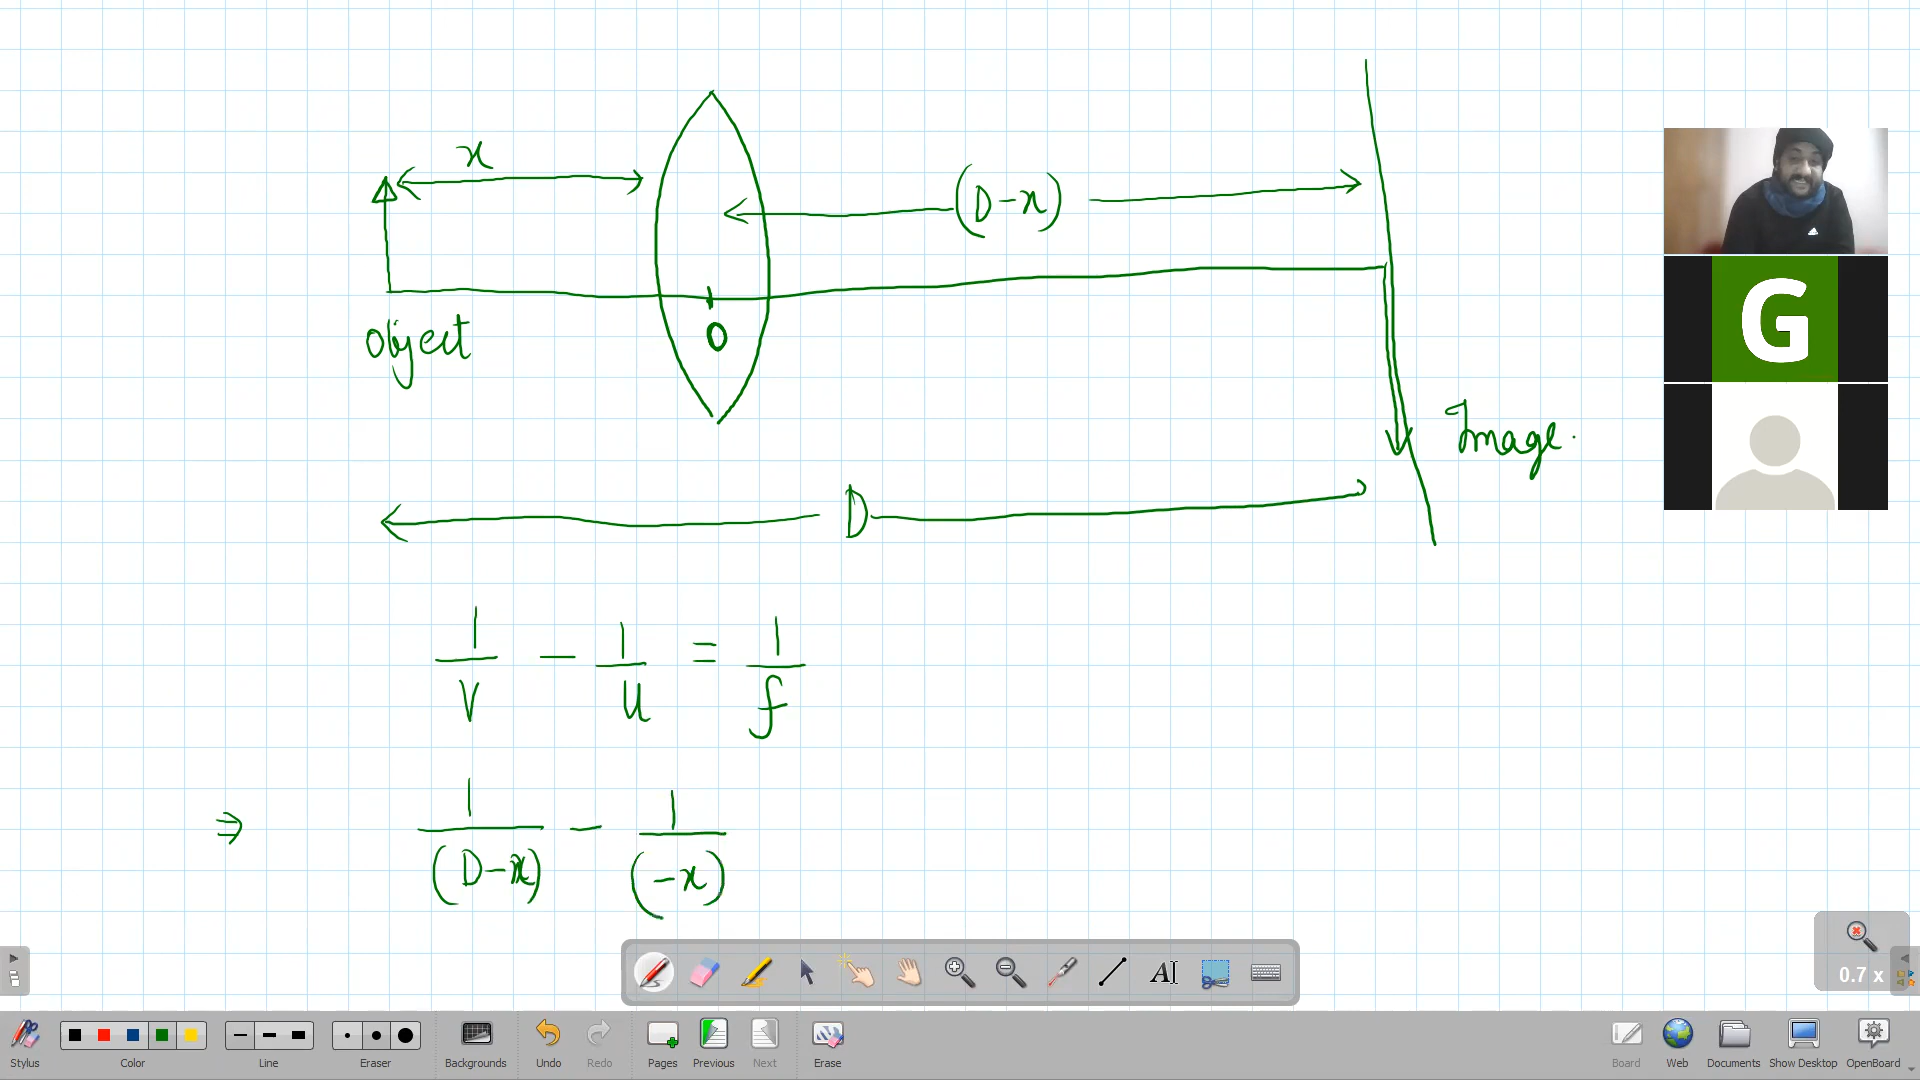 x
(D-x)
O
object
Image.
D
1/v - 1/u = 1/f
⇒ 1/(D-x) - 1/(-x)
G
0.7 x
Stylus Color Line Eraser Backgrounds Undo Redo Pages Previous Next Erase Board Web Documents Show Desktop OpenBoard